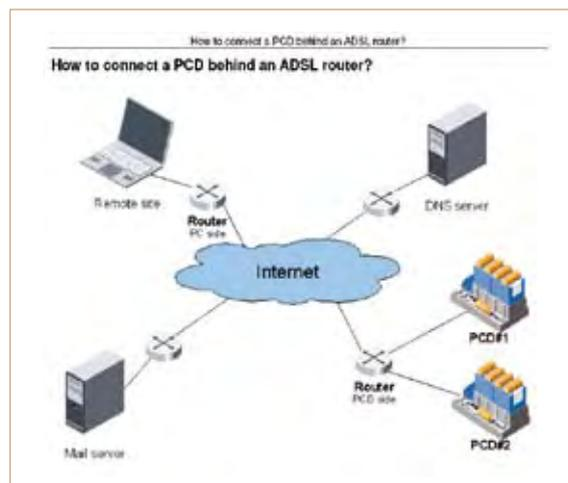 How to connect a PCD behind an ADSL router?
How to connect a PCD behind an ADSL router?
Remote site
Router
PC side
DNS server
Internet
PCD#1
Router
PCD side
PCD#2
Mail server